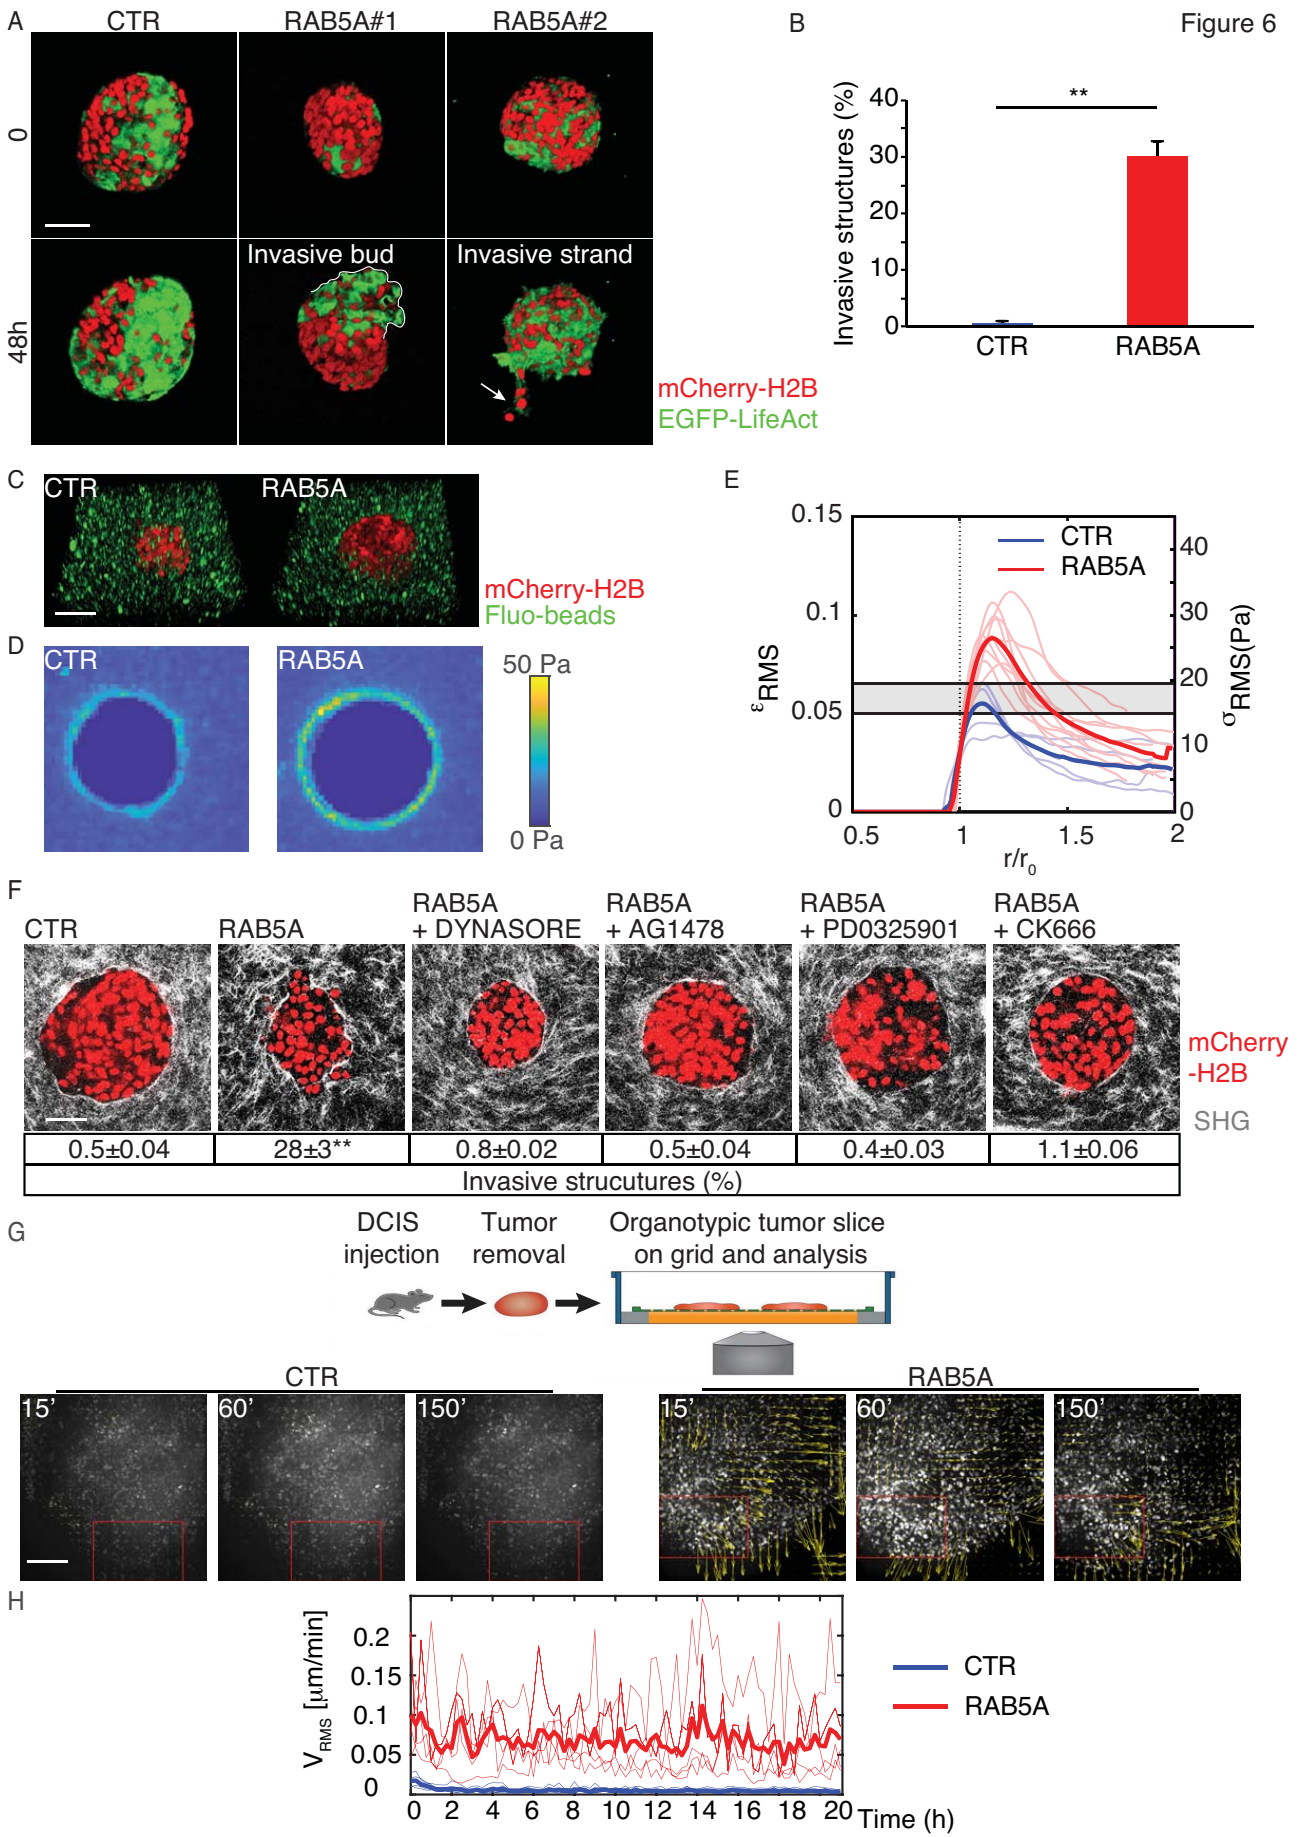 Figure 6
A
CTR
RAB5A#1
RAB5A#2
0
48h
Invasive bud
Invasive strand
mCherry-H2B
EGFP-LifeAct
B
Invasive structures (%)
40
30
20
10
0
**
CTR
RAB5A
C
CTR
RAB5A
mCherry-H2B
Fluo-beads
D
CTR
RAB5A
50 Pa
0 Pa
E
0.15
0.1
0.05
0
εRMS
CTR
RAB5A
40
30
20
10
0
σRMS(Pa)
0.5
1
1.5
2
r/r0
F
CTR
RAB5A
RAB5A
+ DYNASORE
RAB5A
+ AG1478
RAB5A
+ PD0325901
RAB5A
+ CK666
mCherry
-H2B
SHG
0.5±0.04
28±3**
0.8±0.02
0.5±0.04
0.4±0.03
1.1±0.06
Invasive strucutures (%)
G
DCIS
injection
Tumor
removal
Organotypic tumor slice
on grid and analysis
CTR
15’
60’
150’
RAB5A
15’
60’
150’
H
VRMS [µm/min]
0.2
0.15
0.1
0.05
0
0 2 4 6 8 10 12 14 16 18 20
Time (h)
CTR
RAB5A